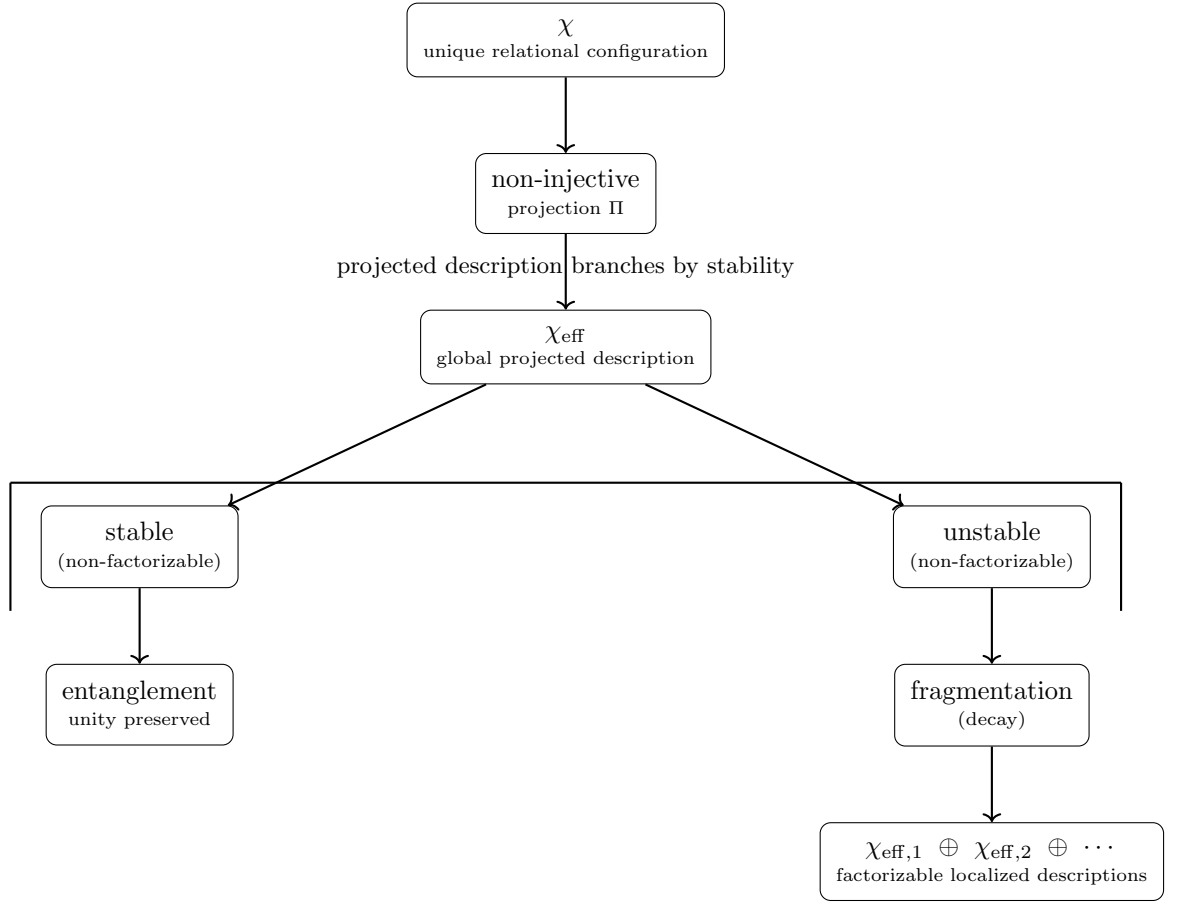 χ
unique relational configuration
non-injective
projection Π
projected description branches by stability
χeff
global projected description
stable
(non-factorizable)
unstable
(non-factorizable)
entanglement
unity preserved
fragmentation
(decay)
χeff,1 ⊕ χeff,2 ⊕ ···
factorizable localized descriptions